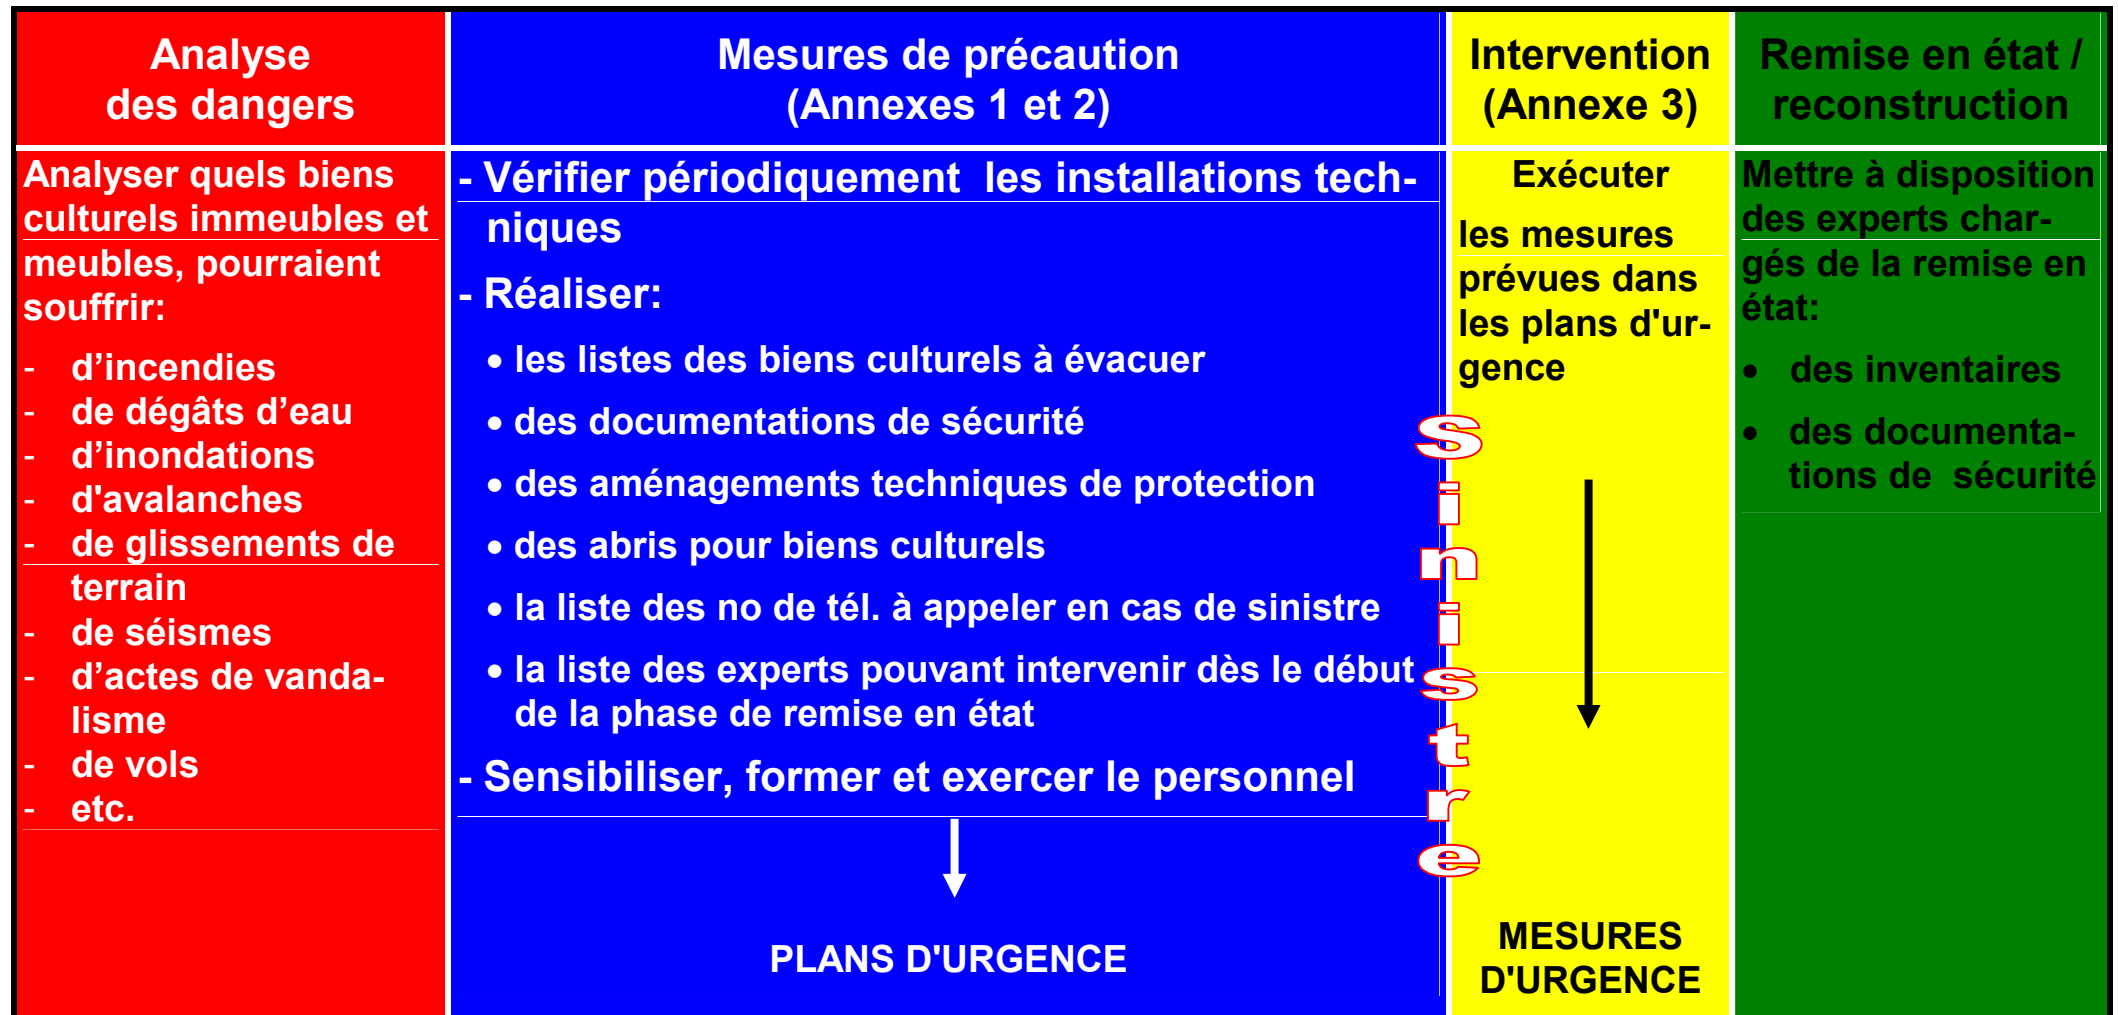 Analyse
des dangers
Analyser quels biens
culturels immeubles et
meubles, pourraient
souffrir:
- d’incendies
- de dégâts d’eau
- d’inondations
- d'avalanches
- de glissements de
terrain
- de séismes
- d’actes de vanda-
lisme
- de vols
- etc.
Mesures de précaution
(Annexes 1 et 2)
- Vérifier périodiquement  les installations tech-
niques
- Réaliser:
• les listes des biens culturels à évacuer
• des documentations de sécurité
• des aménagements techniques de protection
• des abris pour biens culturels
• la liste des no de tél. à appeler en cas de sinistre
• la liste des experts pouvant intervenir dès le début
de la phase de remise en état
- Sensibiliser, former et exercer le personnel
PLANS D'URGENCE
sinistre
Intervention
(Annexe 3)
Exécuter
les mesures
prévues dans
les plans d'ur-
gence
MESURES
D'URGENCE
Remise en état /
reconstruction
Mettre à disposition
des experts char-
gés de la remise en
état:
• des inventaires
• des documenta-
tions de  sécurité